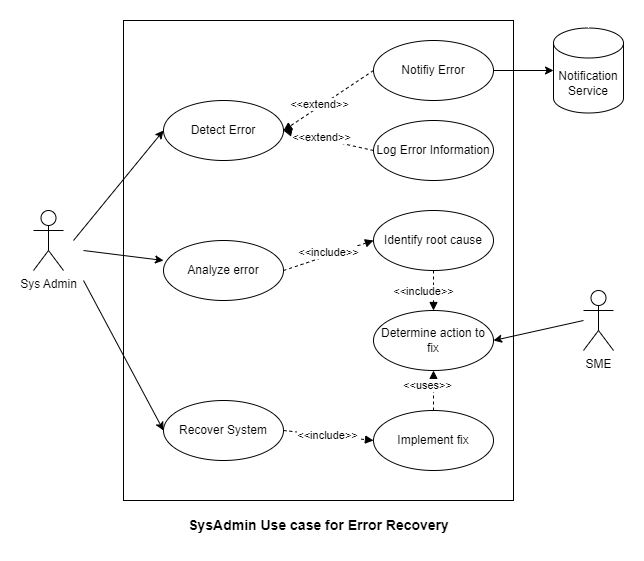 Notifiy Error
Notification
Service
<<extend>>
Detect Error
<<extend>>
Log Error Information
Identify root cause
<<include>>
Analyze error
Sys Admin
<<include>>
Determine action to
fix
SME
<<uses>>
Recover System
<<include>>
Implement fix
SysAdmin Use case for Error Recovery